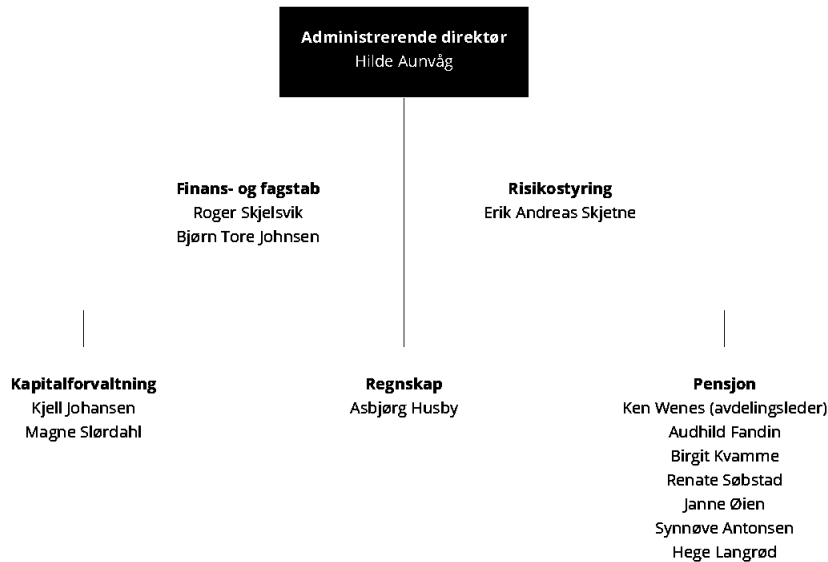 Administrerende direktør
Hilde Aunvåg
Finans- og fagstab
Roger Skjelsvik
Bjørn Tore Johnsen
Risikostyring
Erik Andreas Skjetne
Kapitalforvaltning
Kjell Johansen
Magne Slørdahl
Regnskap
Asbjørg Husby
Pensjon
Ken Wenes (avdelingsleder)
Audhild Fandin
Birgit Kvamme
Renate Søbstad
Janne Øien
Synnøve Antonsen
Hege Langrød